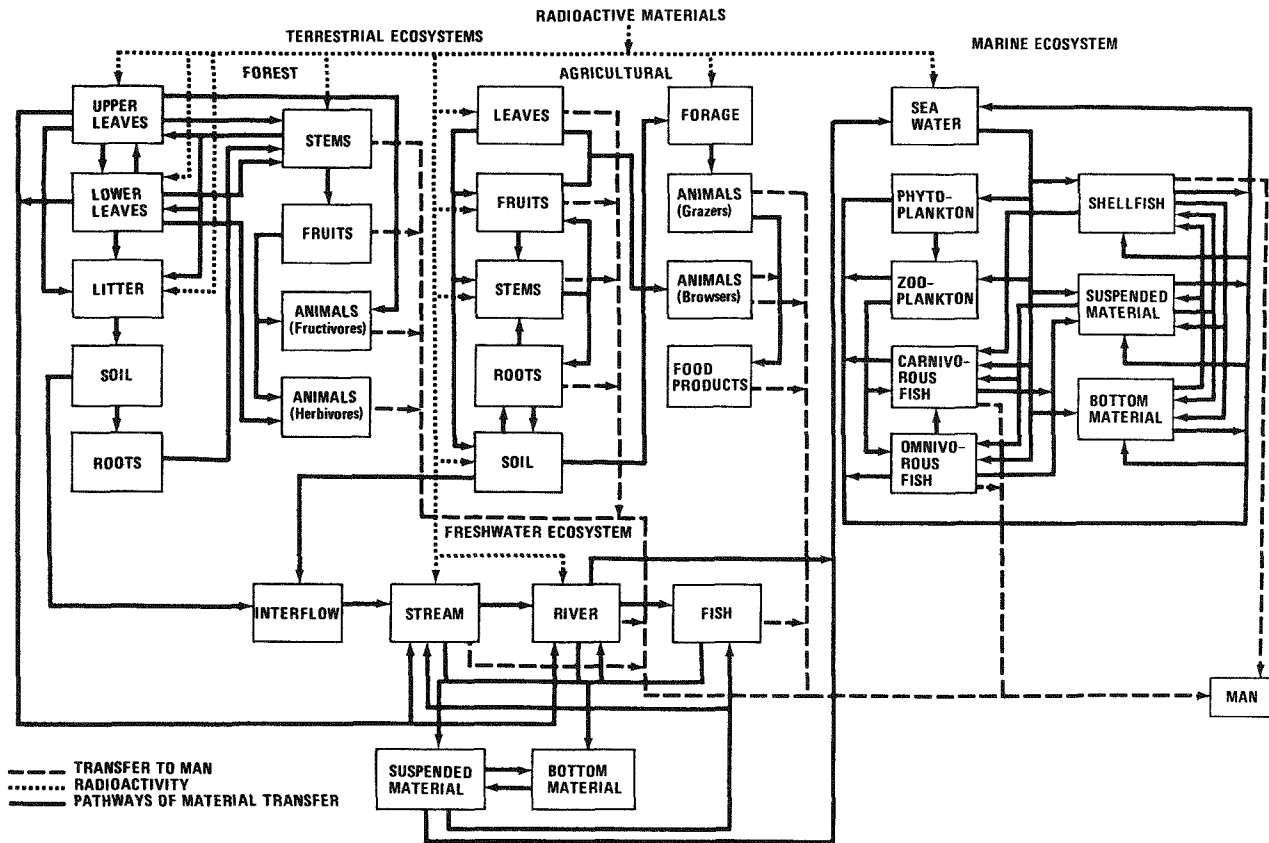 RADIOACTIVE MATERIALS
TERRESTRIAL ECOSYSTEMS
MARINE ECOSYSTEM
FOREST
AGRICULTURAL
UPPER
LEAVES
LOWER
LEAVES
LITTER
SOIL
ROOTS
STEMS
FRUITS
ANIMALS
(Fructivores)
ANIMALS
(Herbivores)
LEAVES
FRUITS
STEMS
ROOTS
SOIL
FORAGE
ANIMALS
(Grazers)
ANIMALS
(Browsers)
FOOD
PRODUCTS
SEA
WATER
PHYTO-
PLANKTON
ZOO-
PLANKTON
CARNIVO-
ROUS
FISH
OMNIVO-
ROUS
FISH
SHELLFISH
SUSPENDED
MATERIAL
BOTTOM
MATERIAL
FRESHWATER ECOSYSTEM
INTERFLOW
STREAM
RIVER
FISH
MAN
SUSPENDED
MATERIAL
BOTTOM
MATERIAL
TRANSFER TO MAN
RADIOACTIVITY
PATHWAYS OF MATERIAL TRANSFER